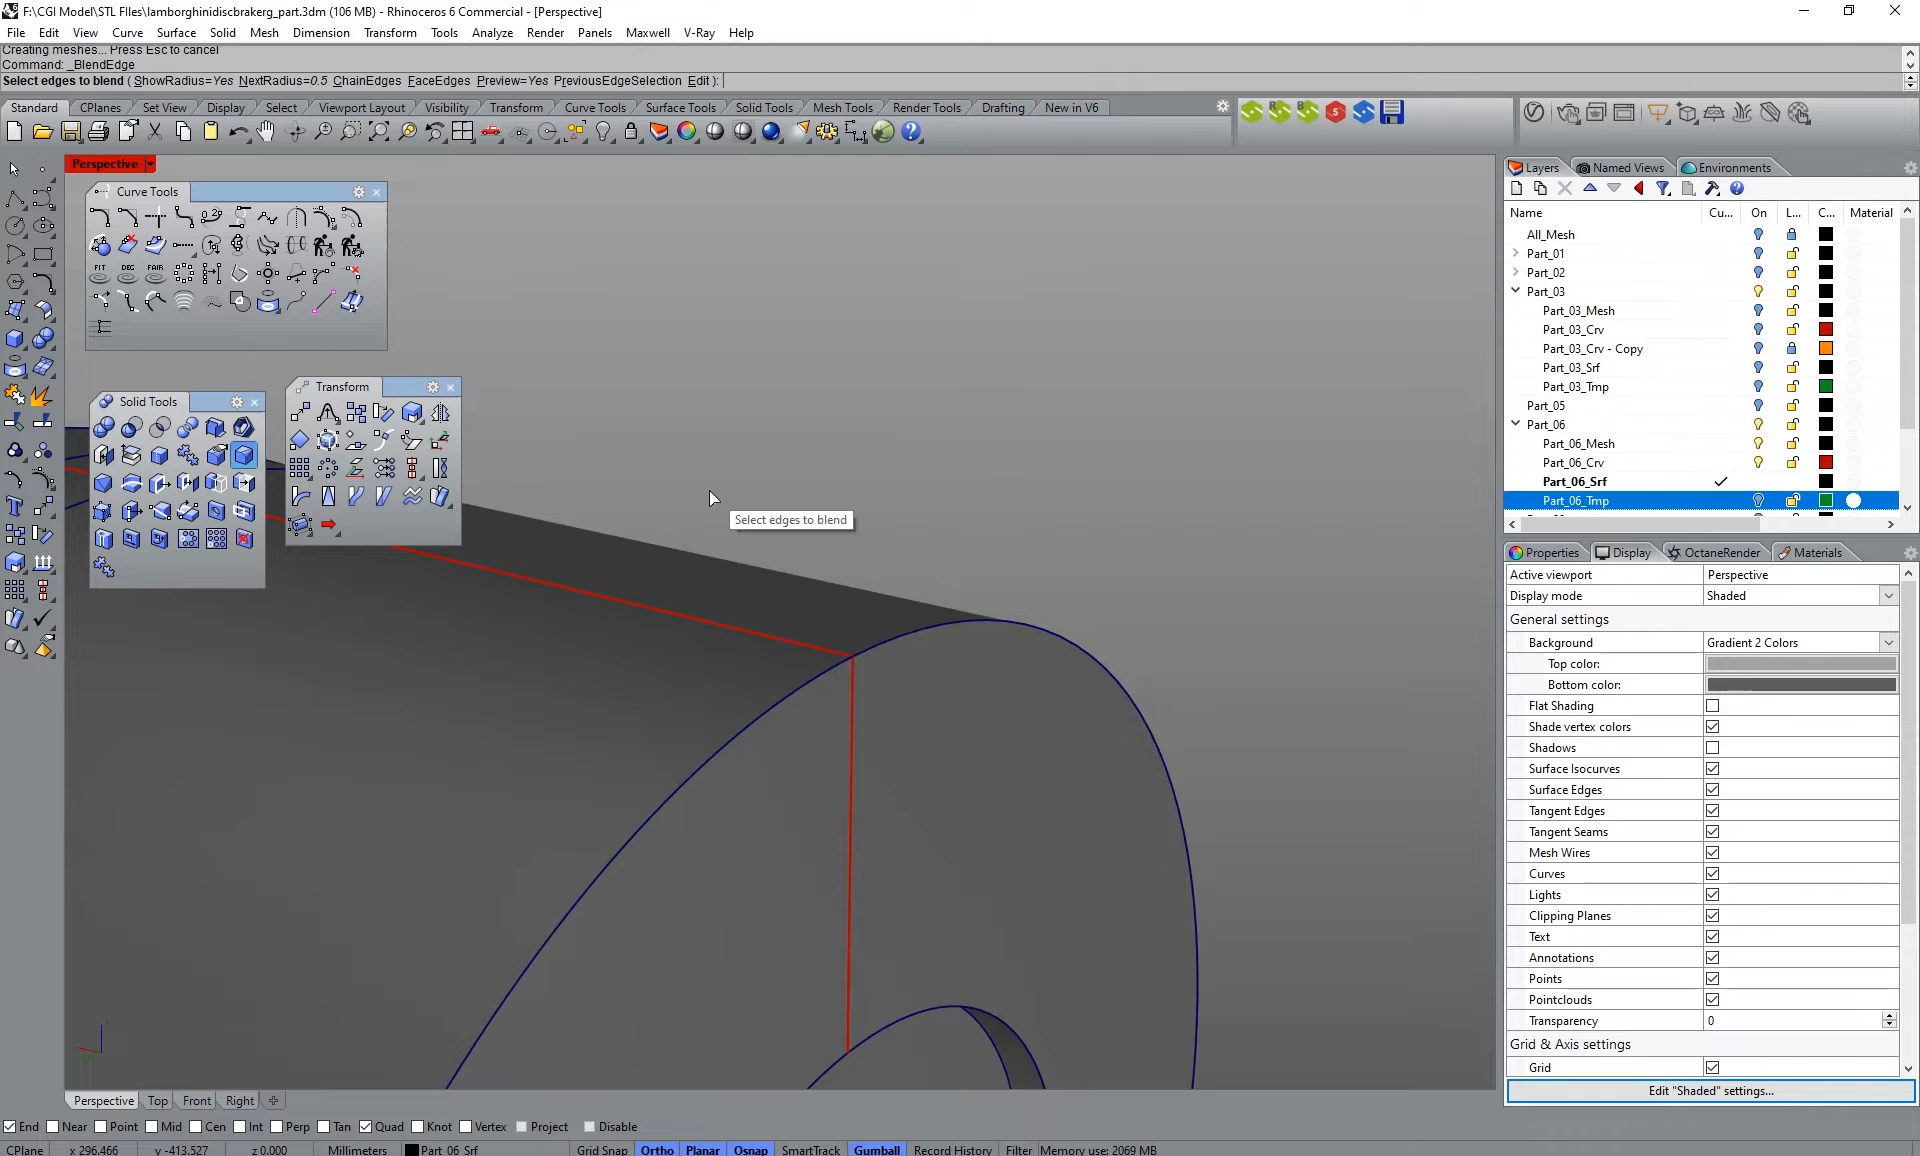 F:\CGI Model\STL FIles\lamborghinidiscbrakerg_part.3dm (106 MB) - Rhinoceros 6 Commercial - [Perspective]
File Edit View Curve Surface Solid Mesh Dimension Transform Tools Analyze Render Panels Maxwell V-Ray Help
Creating meshes... Press Esc to cancel
Command: _BlendEdge
Select edges to blend ( ShowRadius=Yes NextRadius=0.5 ChainEdges FaceEdges Preview=Yes PreviousEdgeSelection Edit ):
Standard CPlanes Set View Display Select Viewport Layout Visibility Transform Curve Tools Surface Tools Solid Tools Mesh Tools Render Tools Drafting New in V6
Perspective
Curve Tools
FIT DEG FAIR
Solid Tools
Transform
Select edges to blend
Layers Named Views Environments
Name Cu... On L... C... Material
All_Mesh
Part_01
Part_02
Part_03
Part_03_Mesh
Part_03_Crv
Part_03_Crv - Copy
Part_03_Srf
Part_03_Tmp
Part_05
Part_06
Part_06_Mesh
Part_06_Crv
Part_06_Srf
Part_06_Tmp
Properties Display OctaneRender Materials
Active viewport Perspective
Display mode Shaded
General settings
Background Gradient 2 Colors
Top color:
Bottom color:
Flat Shading
Shade vertex colors
Shadows
Surface Isocurves
Surface Edges
Tangent Edges
Tangent Seams
Mesh Wires
Curves
Lights
Clipping Planes
Text
Annotations
Points
Pointclouds
Transparency 0
Grid & Axis settings
Grid
Edit "Shaded" settings...
Perspective Top Front Right
End Near Point Mid Cen Int Perp Tan Quad Knot Vertex Project Disable
CPlane x 296.466 y -413.527 z 0.000 Millimeters Part_06_Srf Grid Snap Ortho Planar Osnap SmartTrack Gumball Record History Filter Memory use: 2069 MB